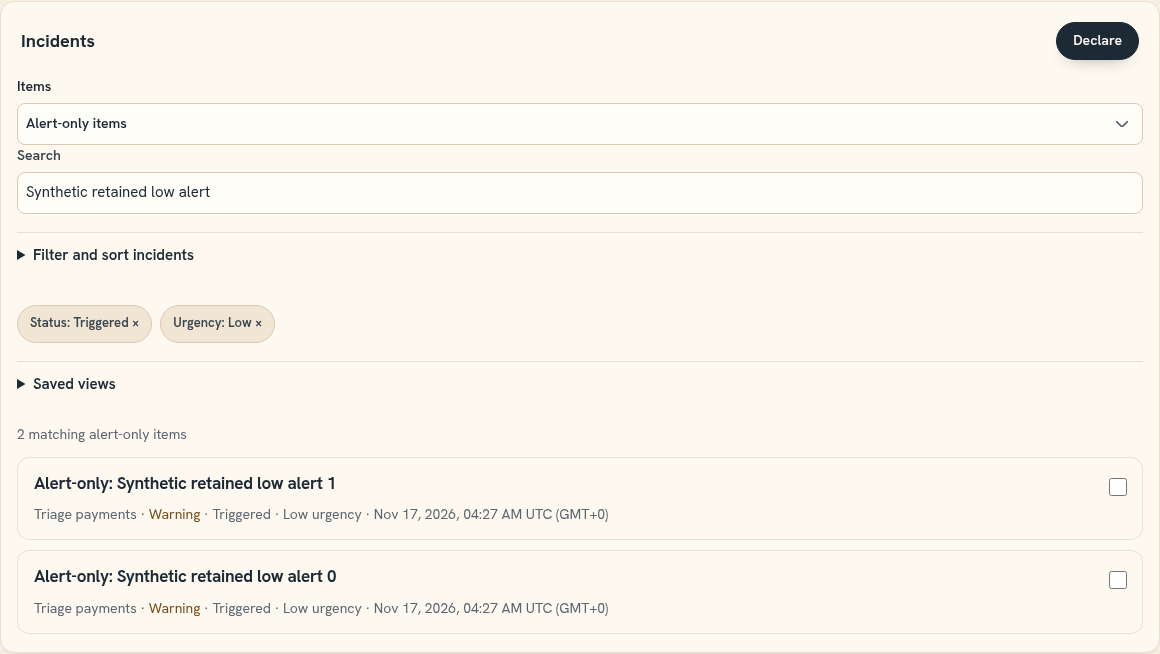 Incidents
Declare
Items
Alert-only items
Search
Synthetic retained low alert
Filter and sort incidents
Status: Triggered ×
Urgency: Low ×
Saved views
2 matching alert-only items
Alert-only: Synthetic retained low alert 1
Triage payments · Warning · Triggered · Low urgency · Nov 17, 2026, 04:27 AM UTC (GMT+0)
Alert-only: Synthetic retained low alert 0
Triage payments · Warning · Triggered · Low urgency · Nov 17, 2026, 04:27 AM UTC (GMT+0)